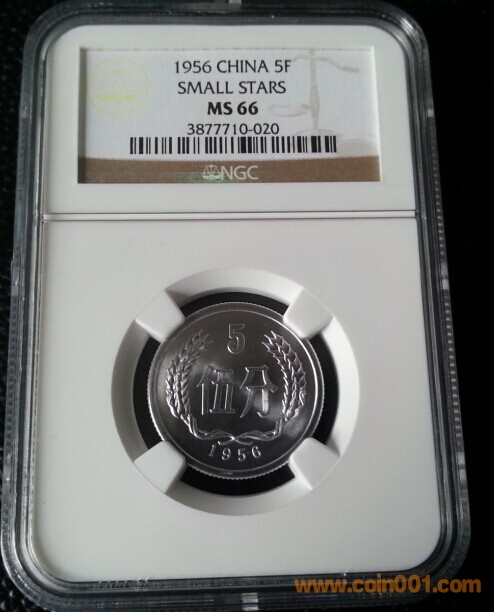 1956 CHINA 5F
SMALL STARS
MS 66
3877710-020
NGC
5
伍分
1956
www.coin001.com